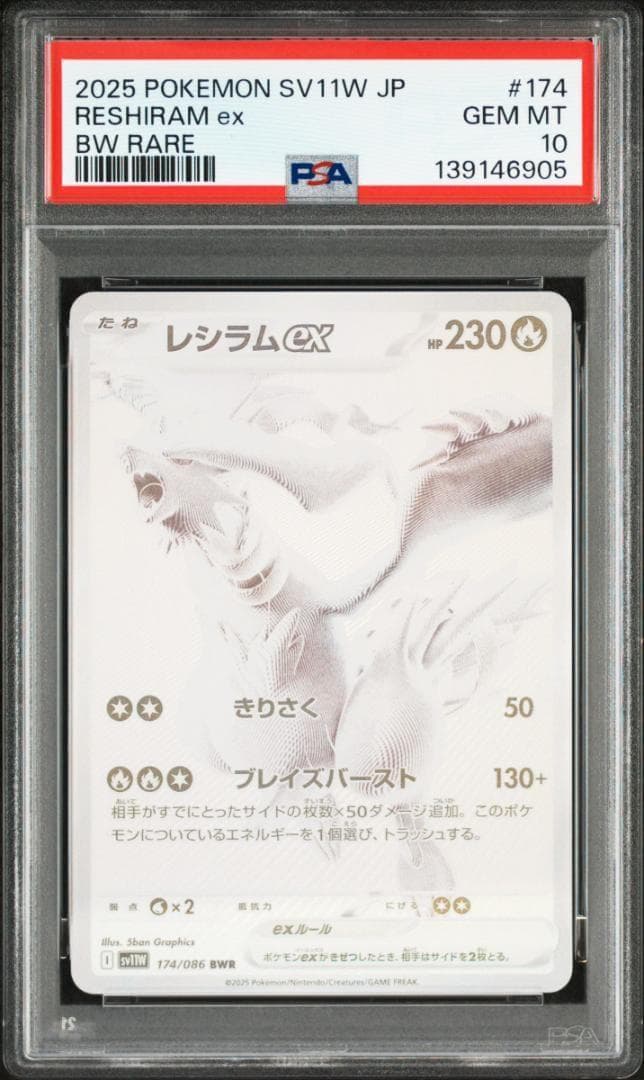 2025 POKEMON SV11W JP #174
RESHIRAM ex GEM MT
BW RARE 10
PSA 139146905
たね レシラムex HP230
きりさく 50
ブレイズバースト 130+
相手がすでにとったサイドの枚数×50ダメージ追加。このポケ
モンについているエネルギーを1個選び、トラッシュする。
弱点 ×2 抵抗力 にげる
exルール
ポケモンexがきぜつしたとき、相手はサイドを2枚とる。
Illus. 5ban Graphics
I sv11W 174/086 BWR
©2025 Pokémon/Nintendo/Creatures/GAME FREAK.
PSA